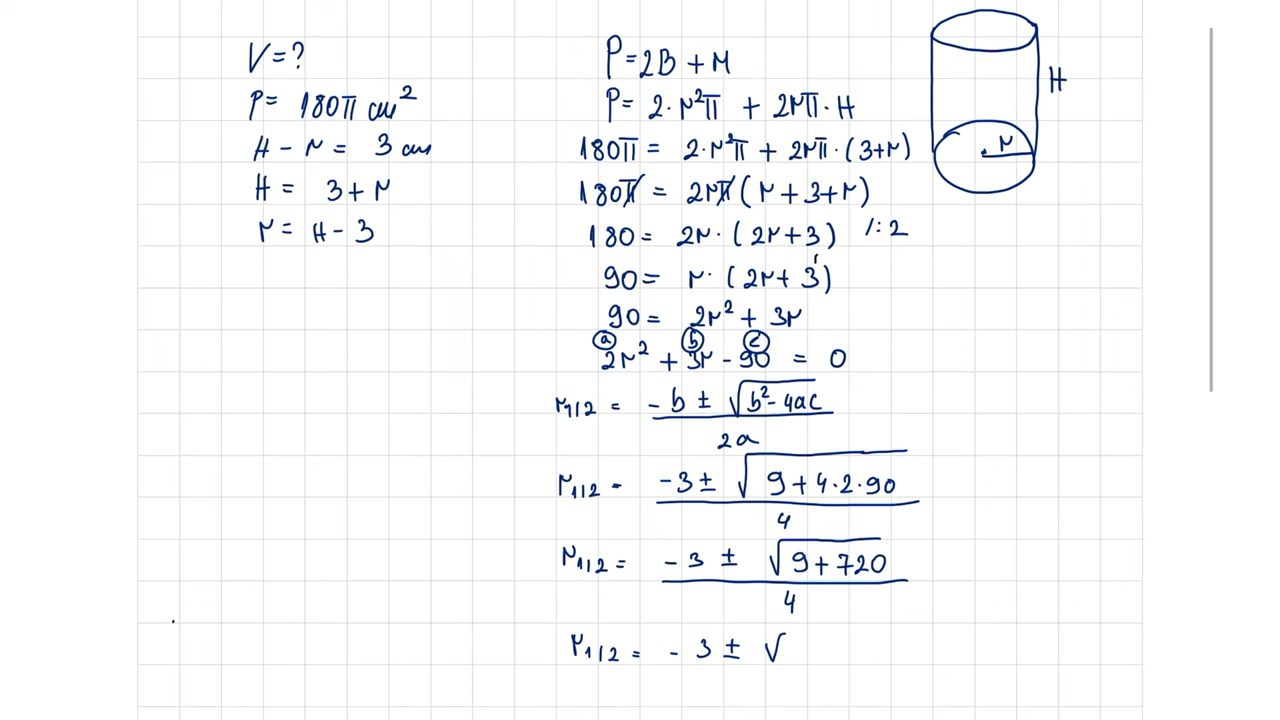 V = ?
P = 180π cm²
H - r = 3 cm
H = 3 + r
r = H - 3
P = 2B + M
P = 2·r²π + 2rπ·H
180π = 2·r²π + 2rπ·(3+r)
180π = 2rπ(r + 3 + r)
180 = 2r·(2r+3) /:2
90 = r·(2r+3)
90 = 2r² + 3r
a b c
2r² + 3r - 90 = 0
r1/2 = (-b ± √(b² - 4ac)) / 2a
r1/2 = (-3 ± √(9+4·2·90)) / 4
r1/2 = (-3 ± √(9+720)) / 4
r1/2 = -3 ± √
H
r